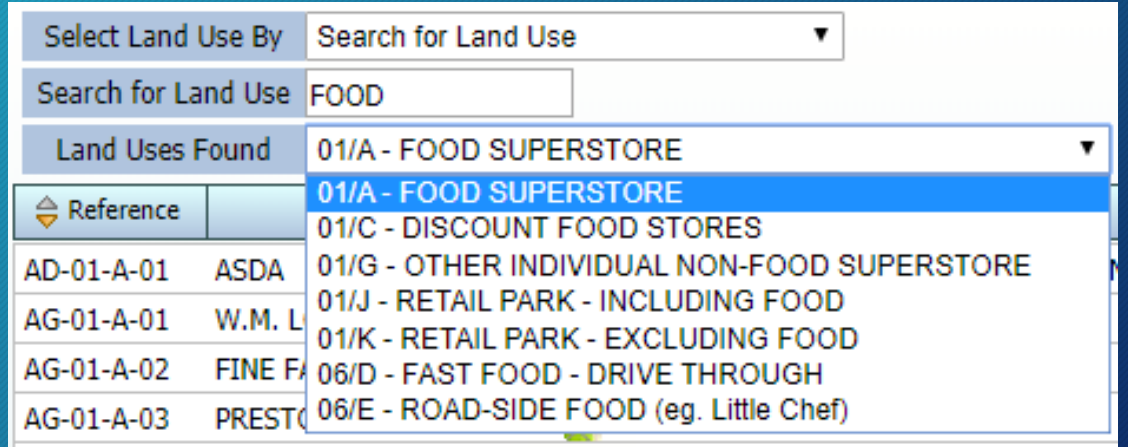 Select Land Use By Search for Land Use
Search for Land Use FOOD
Land Uses Found 01/A - FOOD SUPERSTORE
01/A - FOOD SUPERSTORE
Reference
01/C - DISCOUNT FOOD STORES
AD-01-A-01 ASDA 01/G - OTHER INDIVIDUAL NON-FOOD SUPERSTORE
01/J - RETAIL PARK - INCLUDING FOOD
AG-01-A-01 W.M.
01/K - RETAIL PARK - EXCLUDING FOOD
AG-01-A-02 FINE
06/D - FAST FOOD - DRIVE THROUGH
AG-01-A-03
06/E - ROAD-SIDE FOOD (eg. Little Chef)